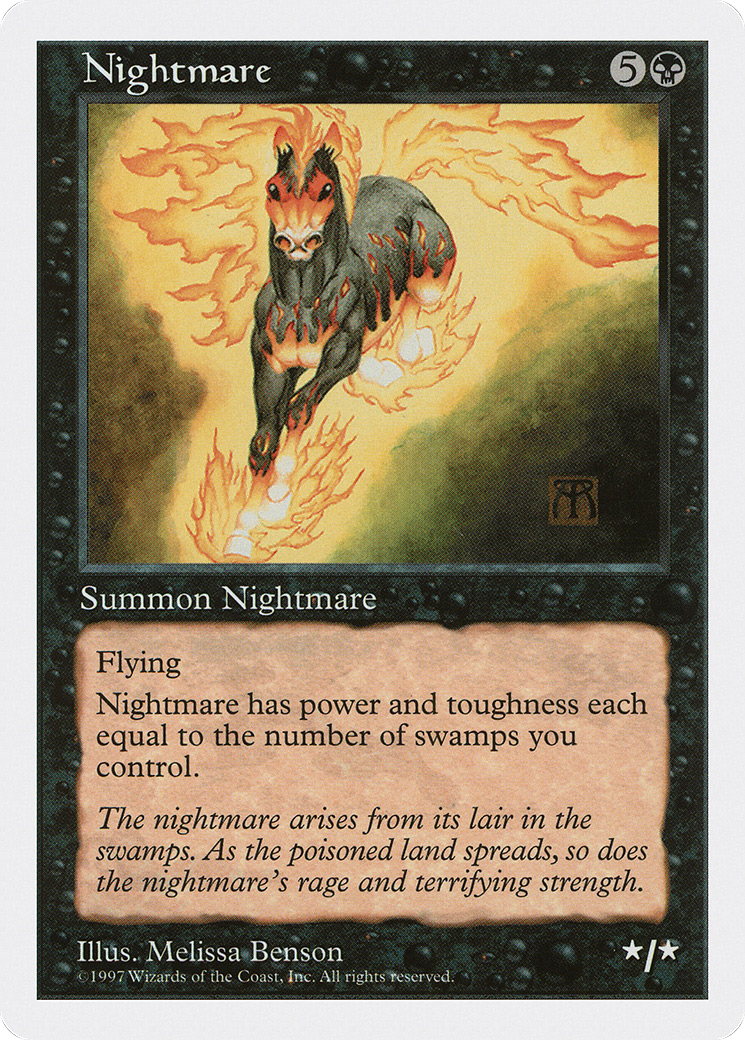 Nightmare 5
Summon Nightmare
Flying
Nightmare has power and toughness each
equal to the number of swamps you
control.
The nightmare arises from its lair in the
swamps. As the poisoned land spreads, so does
the nightmare's rage and terrifying strength.
Illus. Melissa Benson
★/★
©1997 Wizards of the Coast, Inc. All rights reserved.